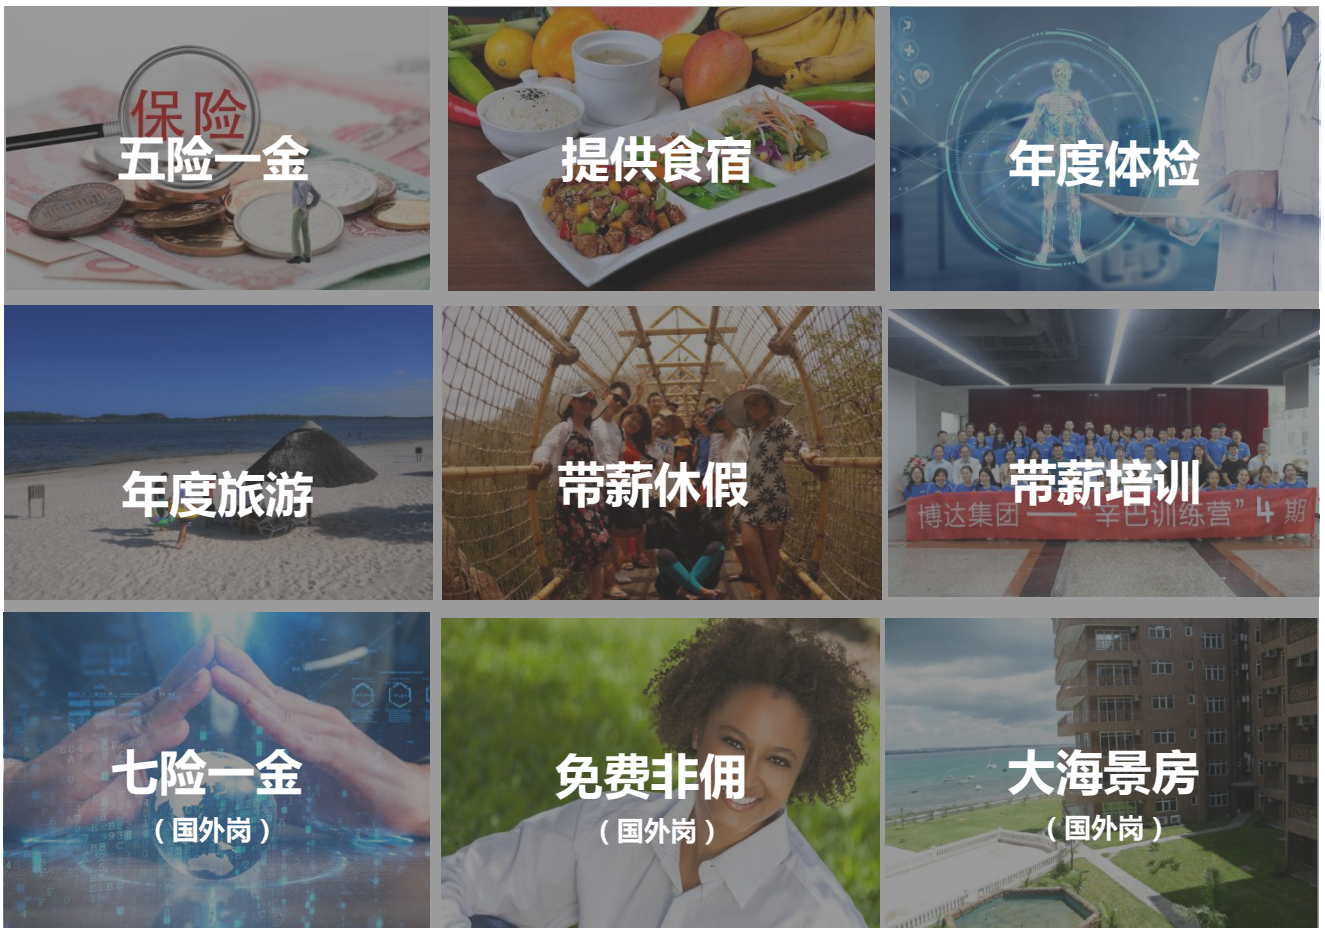 保险
五险一金
提供食宿
年度体检
年度旅游
带薪休假
带薪培训
博达集团——“辛巴训练营”4期
七险一金
（国外岗）
免费非佣
（国外岗）
大海景房
（国外岗）